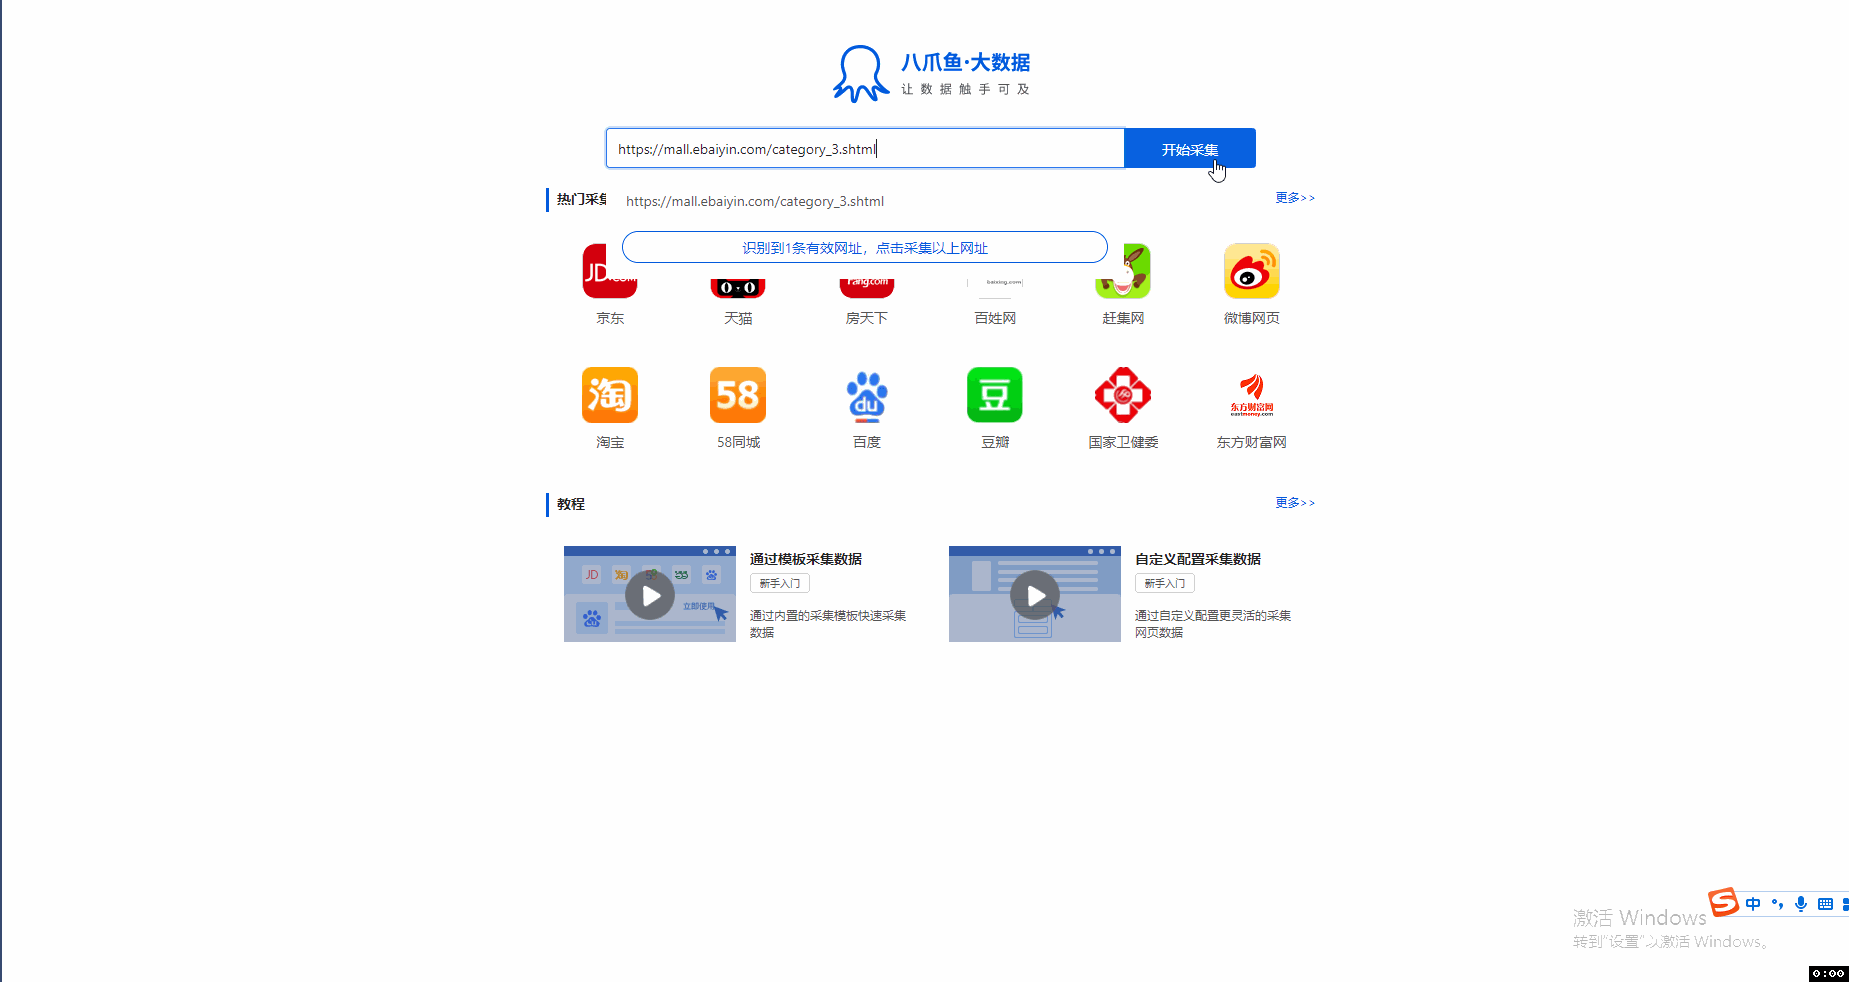 八爪鱼·大数据
让数据触手可及
https://mall.ebaiyin.com/category_3.shtml
开始采集
热门采集
https://mall.ebaiyin.com/category_3.shtml
更多>>
识别到1条有效网址，点击采集以上网址
JD.com
Fang.com
baixing.com
京东
天猫
房天下
百姓网
赶集网
微博网页
淘
58
du
豆
东方财富网
eastmoney.com
淘宝
58同城
百度
豆瓣
国家卫健委
东方财富网
教程
更多>>
通过模板采集数据
新手入门
通过内置的采集模板快速采集
数据
JD
淘
58
立即使用
自定义配置采集数据
新手入门
通过自定义配置更灵活的采集
网页数据
S 中
激活 Windows
转到"设置"以激活 Windows。
0:00